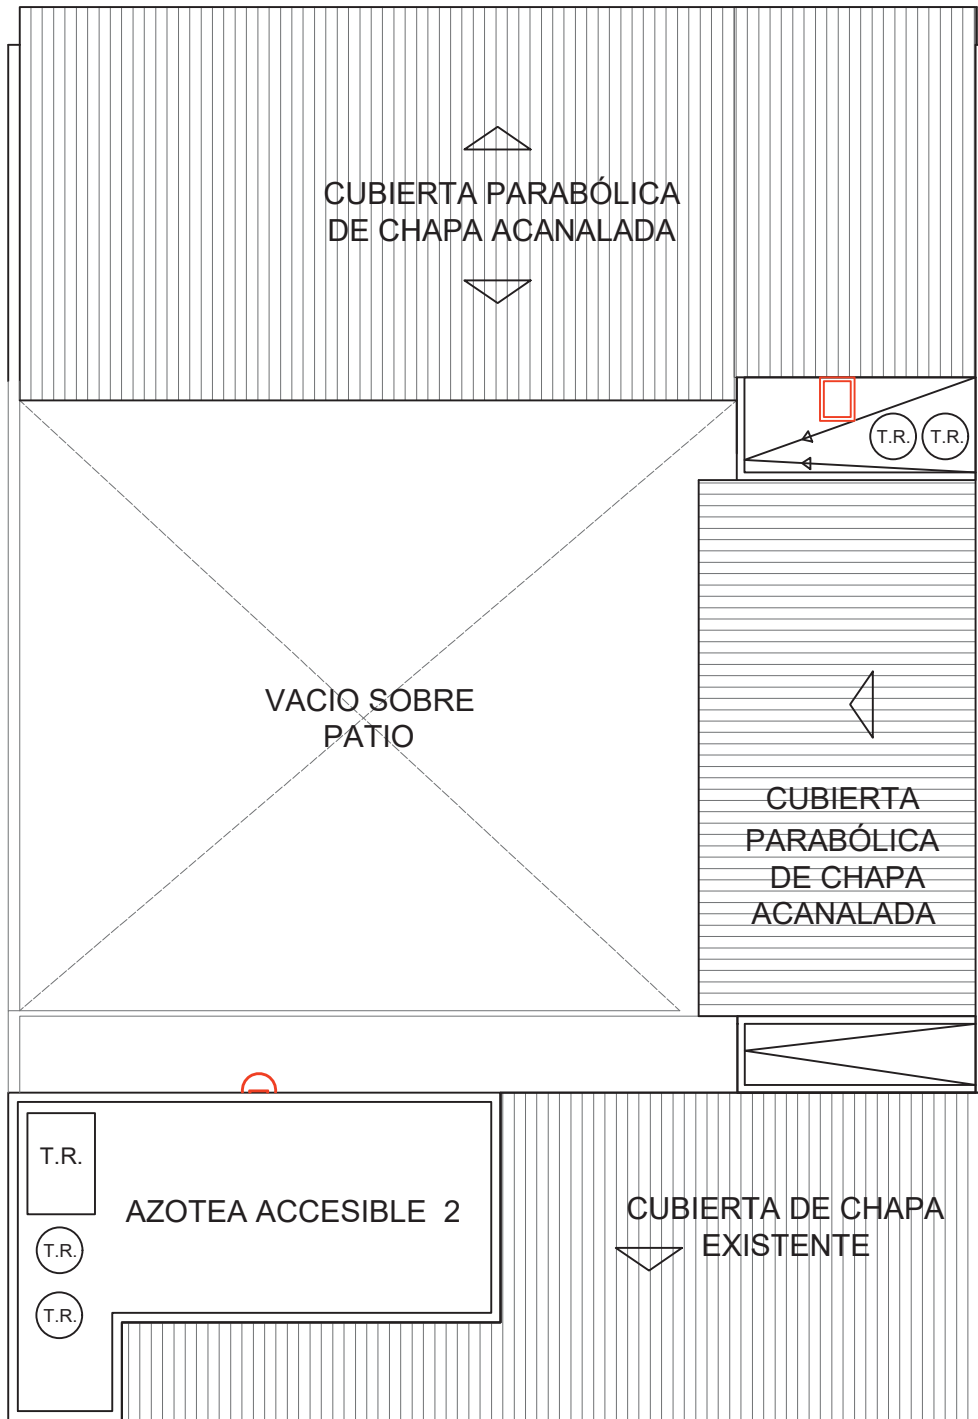 CUBIERTA PARABÓLICA
DE CHAPA ACANALADA
T.R.
T.R.
VACIO SOBRE
PATIO
CUBIERTA
PARABÓLICA
DE CHAPA
ACANALADA
T.R.
AZOTEA ACCESIBLE 2
T.R.
T.R.
CUBIERTA DE CHAPA
EXISTENTE